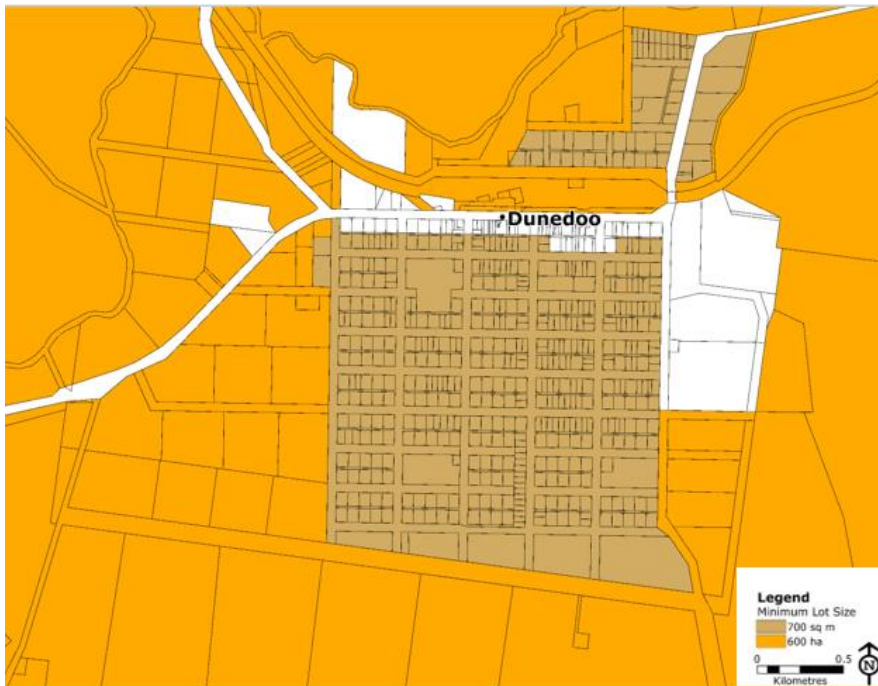 Dunedoo
Legend
Minimum Lot Size
700 sq m
600 ha
0 0.5
Kilometres
N